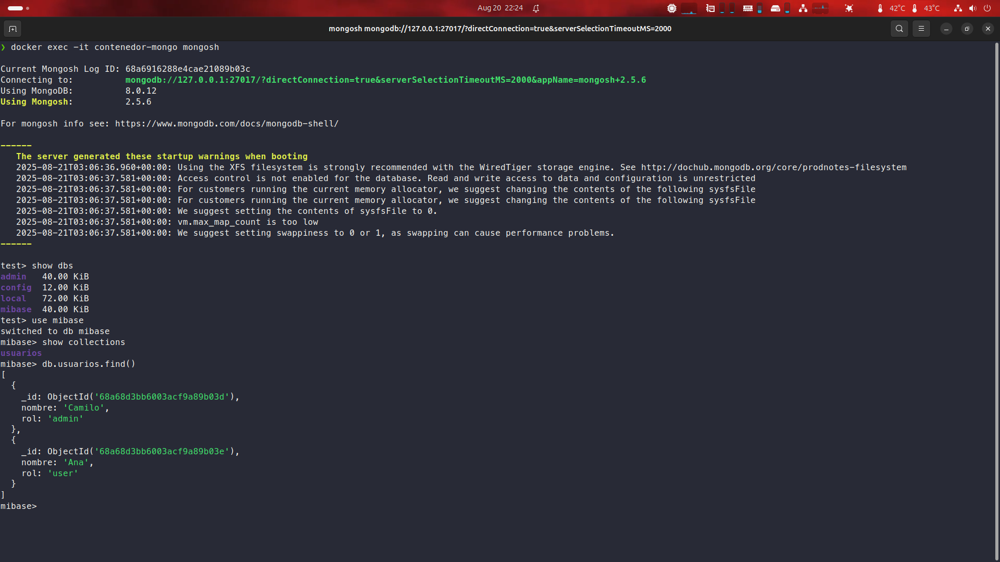 Aug 20 22:24
42°C 43°C
mongosh mongodb://127.0.0.1:27017/?directConnection=true&serverSelectionTimeoutMS=2000
❯ docker exec -it contenedor-mongo mongosh
Current Mongosh Log ID: 68a6916288e4cae21089b03c
Connecting to:          mongodb://127.0.0.1:27017/?directConnection=true&serverSelectionTimeoutMS=2000&appName=mongosh+2.5.6
Using MongoDB:          8.0.12
Using Mongosh:          2.5.6
For mongosh info see: https://www.mongodb.com/docs/mongodb-shell/
------
   The server generated these startup warnings when booting
   2025-08-21T03:06:36.960+00:00: Using the XFS filesystem is strongly recommended with the WiredTiger storage engine. See http://dochub.mongodb.org/core/prodnotes-filesystem
   2025-08-21T03:06:37.581+00:00: Access control is not enabled for the database. Read and write access to data and configuration is unrestricted
   2025-08-21T03:06:37.581+00:00: For customers running the current memory allocator, we suggest changing the contents of the following sysfsFile
   2025-08-21T03:06:37.581+00:00: For customers running the current memory allocator, we suggest changing the contents of the following sysfsFile
   2025-08-21T03:06:37.581+00:00: We suggest setting the contents of sysfsFile to 0.
   2025-08-21T03:06:37.581+00:00: vm.max_map_count is too low
   2025-08-21T03:06:37.581+00:00: We suggest setting swappiness to 0 or 1, as swapping can cause performance problems.
------
test> show dbs
admin   40.00 KiB
config  12.00 KiB
local   72.00 KiB
mibase  40.00 KiB
test> use mibase
switched to db mibase
mibase> show collections
usuarios
mibase> db.usuarios.find()
[
  {
    _id: ObjectId('68a68d3bb6003acf9a89b03d'),
    nombre: 'Camilo',
    rol: 'admin'
  },
  {
    _id: ObjectId('68a68d3bb6003acf9a89b03e'),
    nombre: 'Ana',
    rol: 'user'
  }
]
mibase>